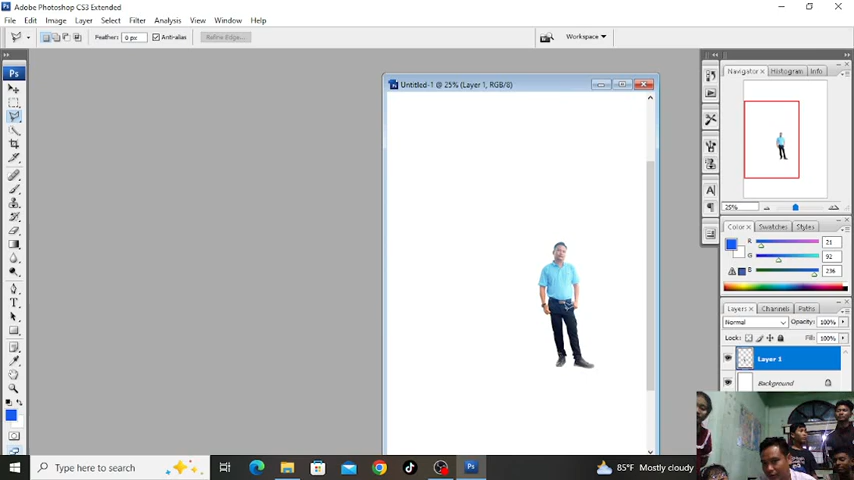 Adobe Photoshop CS3 Extended
File Edit Image Layer Select Filter Analysis View Window Help
Feather: 0 px Anti-alias Refine Edge... Workspace
Ps
Untitled-1 @ 25% (Layer 1, RGB/8)
Navigator Histogram Info
25%
Color Swatches Styles
R 21
G 92
B 236
Layers Channels Paths
Normal Opacity: 100%
Lock: Fill: 100%
Layer 1
Background
Type here to search
Ps
85°F Mostly cloudy